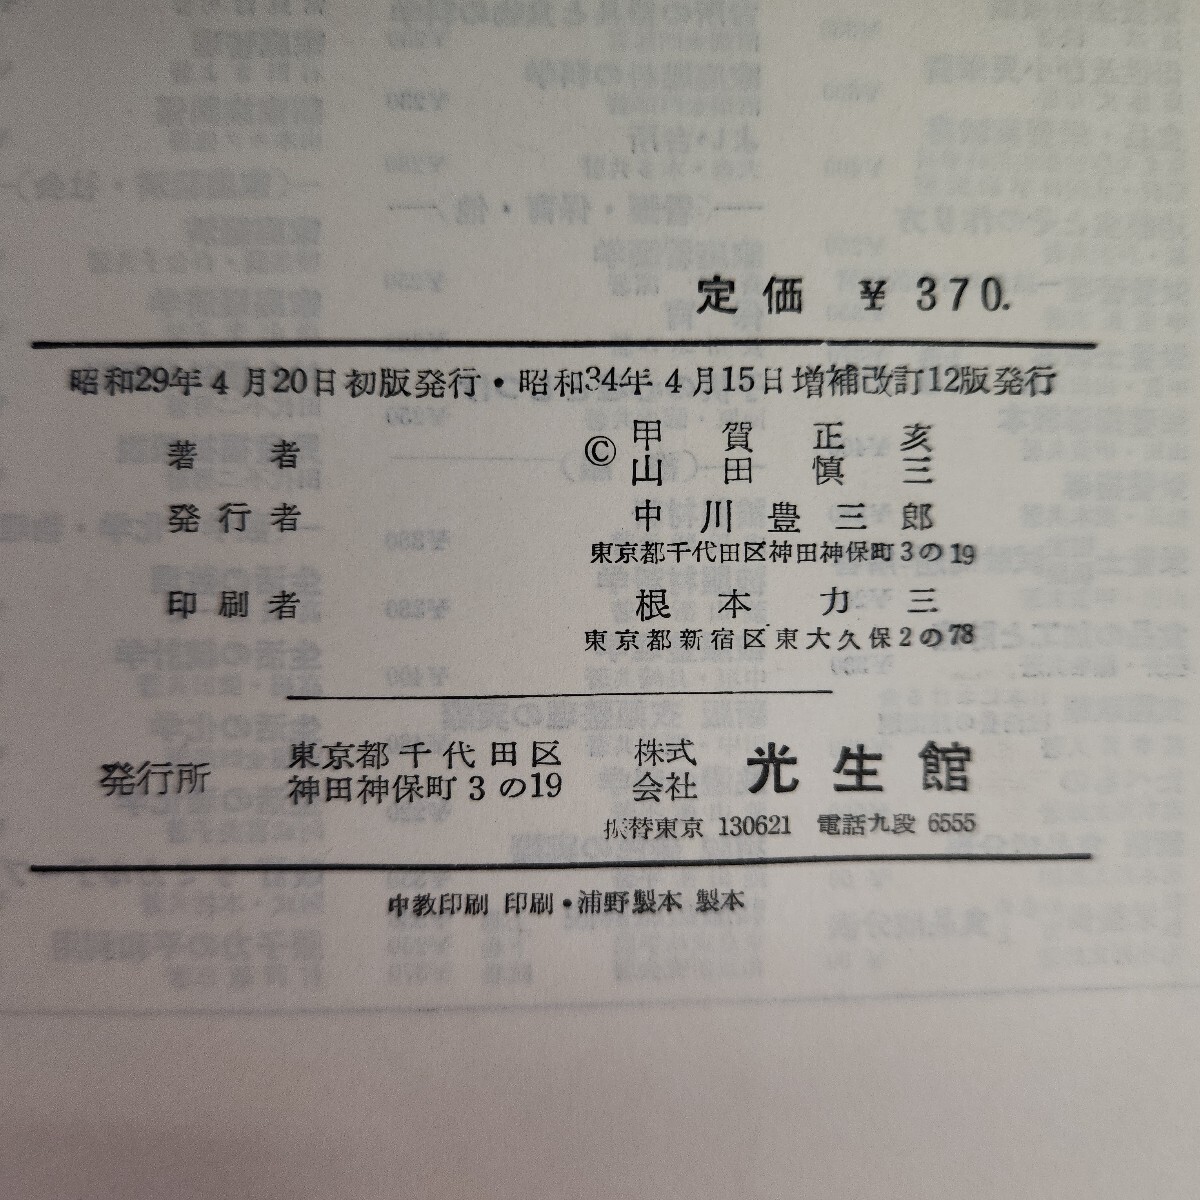 定価 ¥ 370.
昭和29年4月20日初版発行・昭和34年4月15日増補改訂12版発行
著者 © 甲賀正亥
山田慎三
発行者 中川豊三郎
東京都千代田区神田神保町3の19
印刷者 根本力三
東京都新宿区東大久保2の78
発行所 東京都千代田区 神田神保町3の19 株式会社 光生館
振替東京 130621 電話九段 6555
中教印刷 印刷・浦野製本 製本